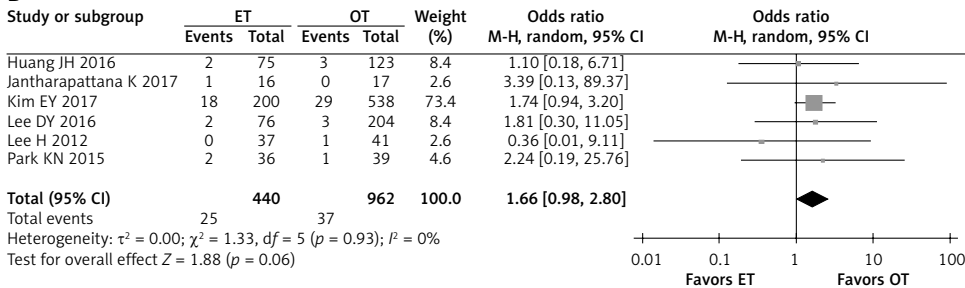 Study or subgroup ET OT Weight Odds ratio Odds ratio
Events Total Events Total (%) M-H, random, 95% CI M-H, random, 95% CI
Huang JH 2016 2 75 3 123 8.4 1.10 [0.18, 6.71]
Jantharapattana K 2017 1 16 0 17 2.6 3.39 [0.13, 89.37]
Kim EY 2017 18 200 29 538 73.4 1.74 [0.94, 3.20]
Lee DY 2016 2 76 3 204 8.4 1.81 [0.30, 11.05]
Lee H 2012 0 37 1 41 2.6 0.36 [0.01, 9.11]
Park KN 2015 2 36 1 39 4.6 2.24 [0.19, 25.76]
Total (95% CI) 440 962 100.0 1.66 [0.98, 2.80]
Total events 25 37
Heterogeneity: τ² = 0.00; χ² = 1.33, df = 5 (p = 0.93); I² = 0%
Test for overall effect Z = 1.88 (p = 0.06)
0.01 0.1 1 10 100
Favors ET Favors OT